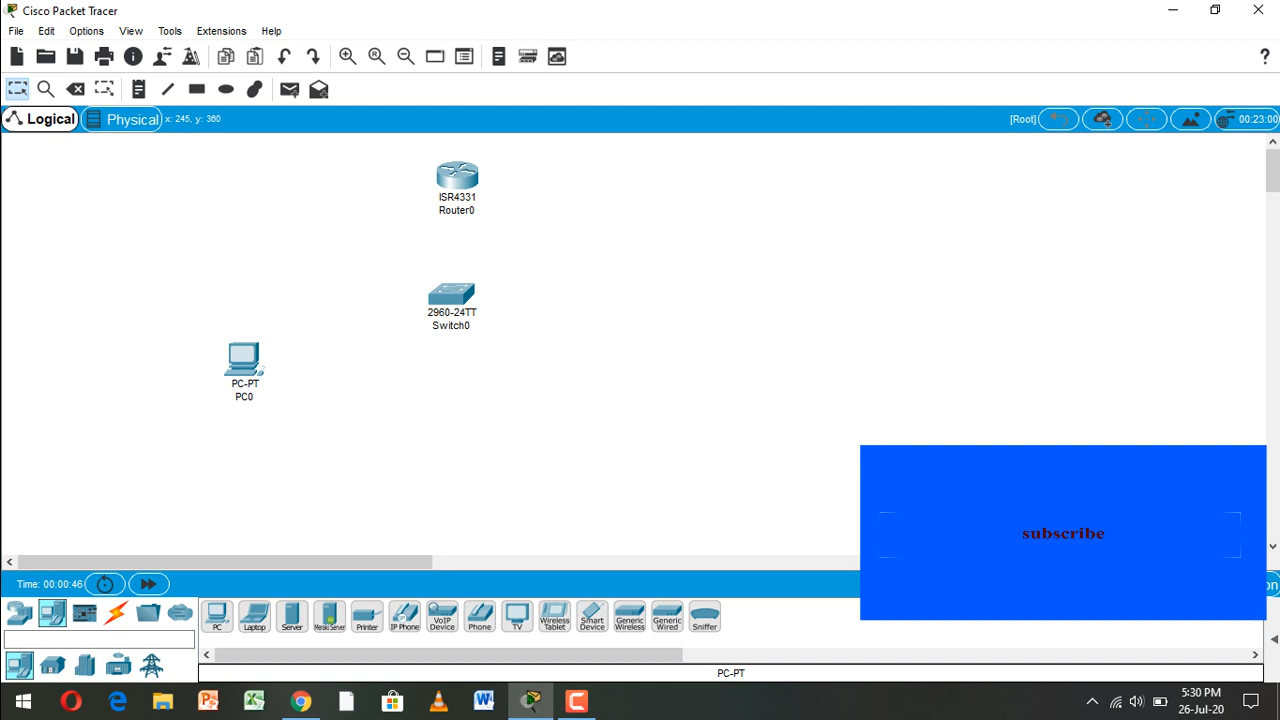 Cisco Packet Tracer
File Edit Options View Tools Extensions Help
Logical Physical x: 245, y: 360 [Root] 00:23:00
ISR4331
Router0
2960-24TT
Switch0
PC-PT
PC0
subscribe
Time: 00:00:46
on
PC Laptop Server Meraki Server Printer IP Phone VoIP Device Phone TV Wireless Tablet Smart Device Generic Wireless Generic Wired Sniffer
PC-PT
5:30 PM
26-Jul-20